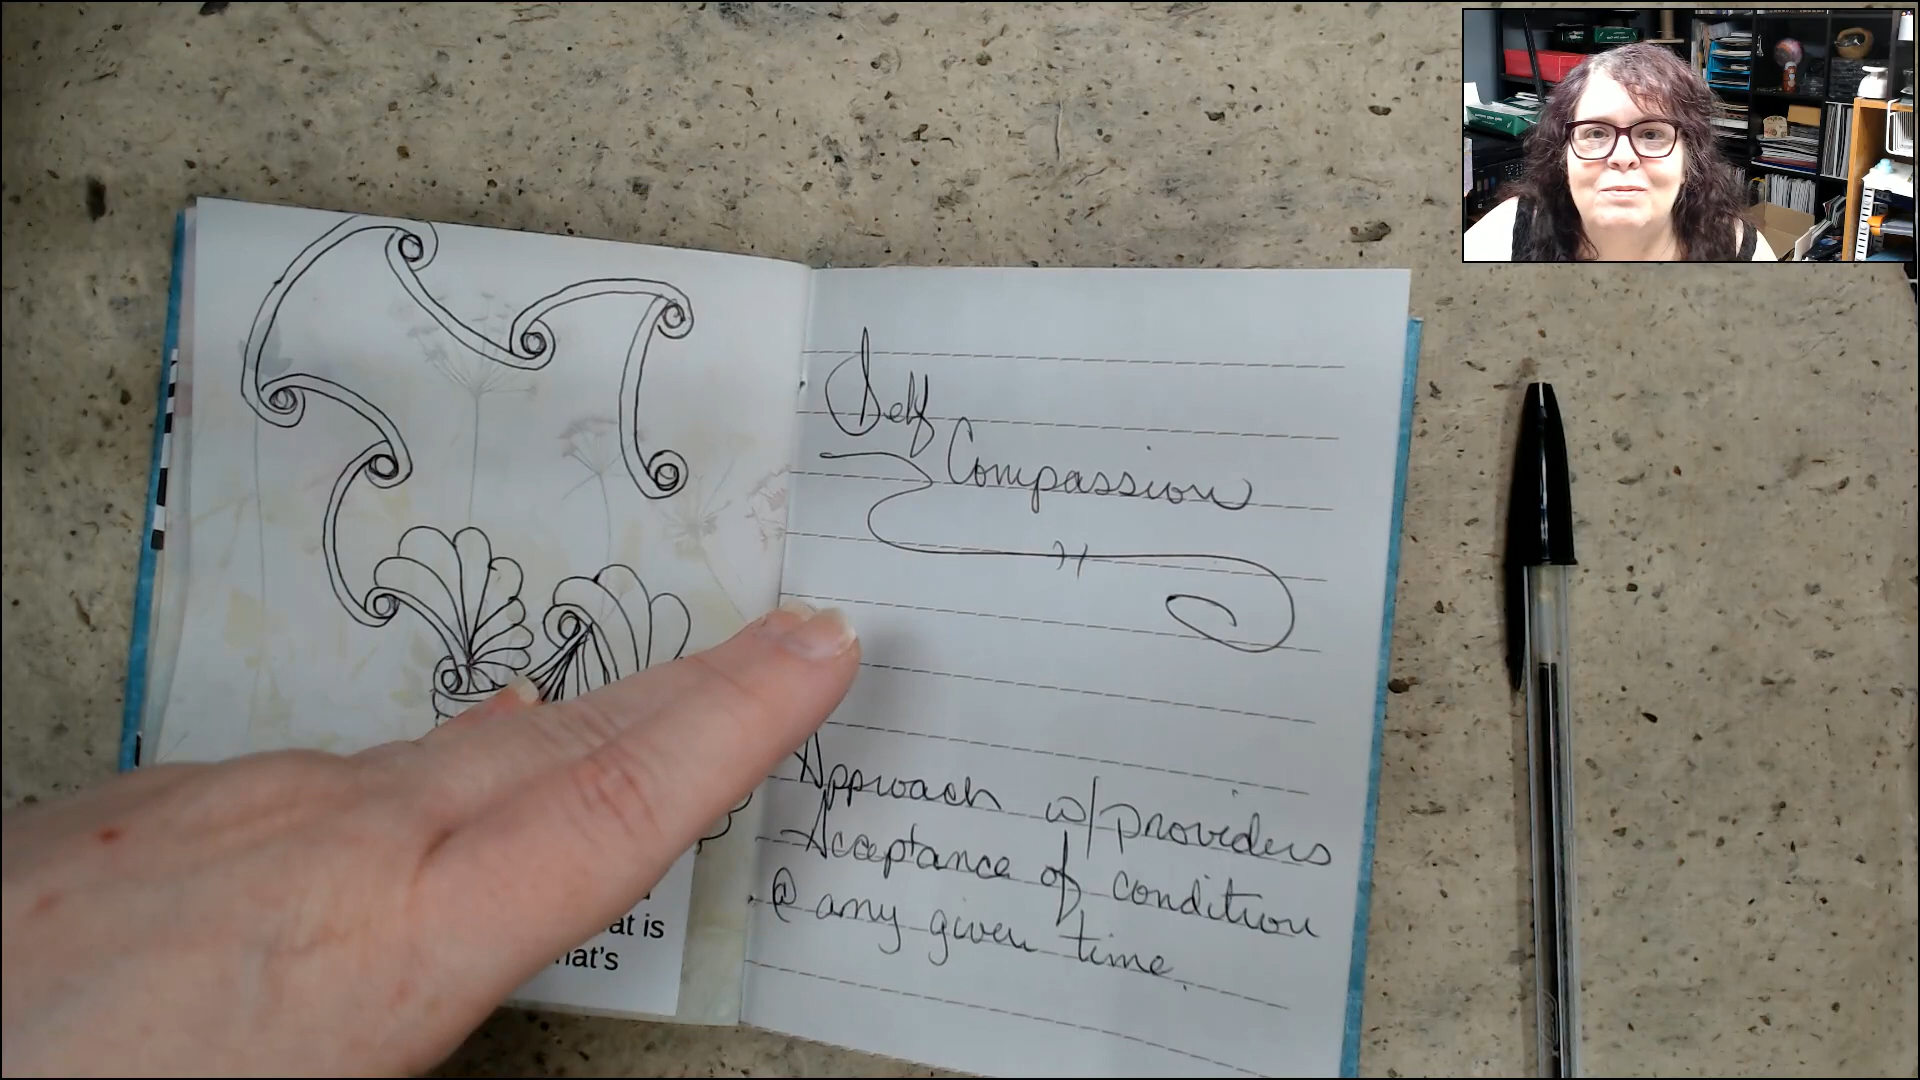 at is
hat's
Self
Compassion
Approach w/providers
Acceptance of condition
@ any given time